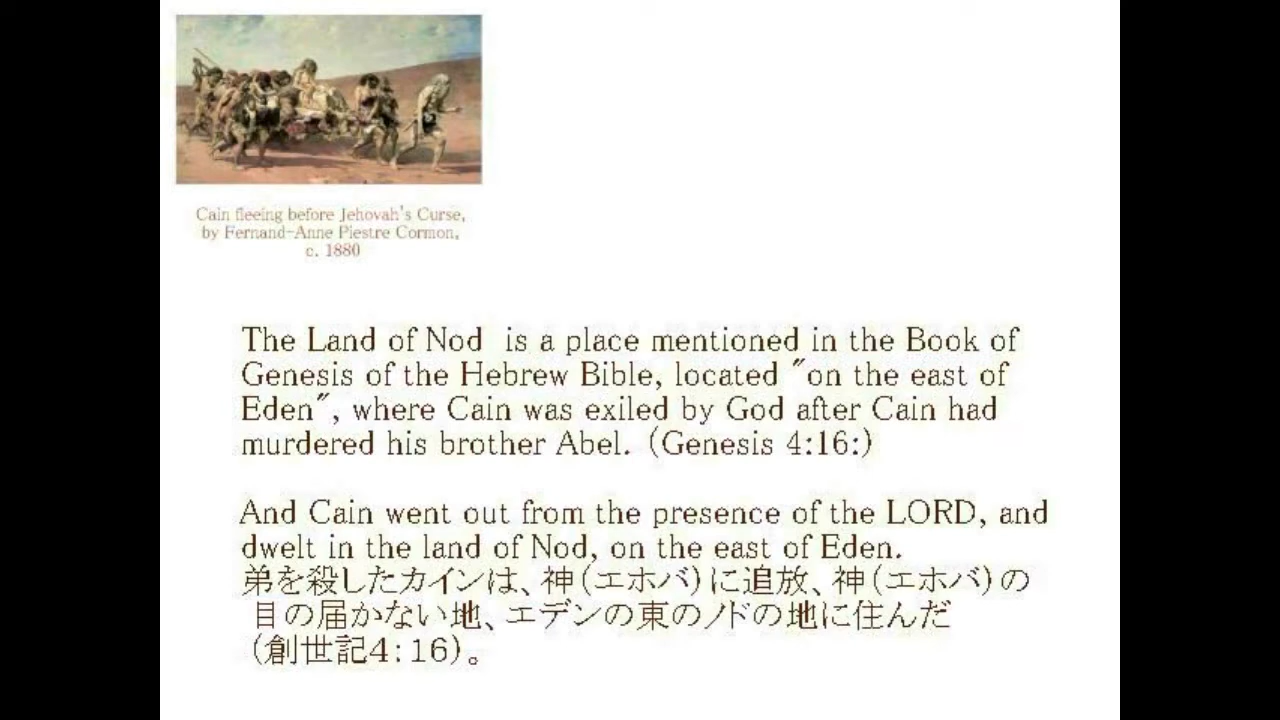 Cain fleeing before Jehovah's Curse,
by Fernand-Anne Piestre Cormon,
c. 1880
The Land of Nod is a place mentioned in the Book of
Genesis of the Hebrew Bible, located "on the east of
Eden", where Cain was exiled by God after Cain had
murdered his brother Abel. (Genesis 4:16:)
And Cain went out from the presence of the LORD, and
dwelt in the land of Nod, on the east of Eden.
弟を殺したカインは、神(エホバ)に追放、神(エホバ)の
目の届かない地、エデンの東のノドの地に住んだ
(創世記4:16)。